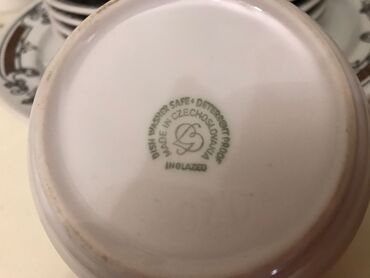 DISH WASHER SAFE + DETERGENT PROOF
MADE IN CZECHOSLOVAKIA
INGLAZED